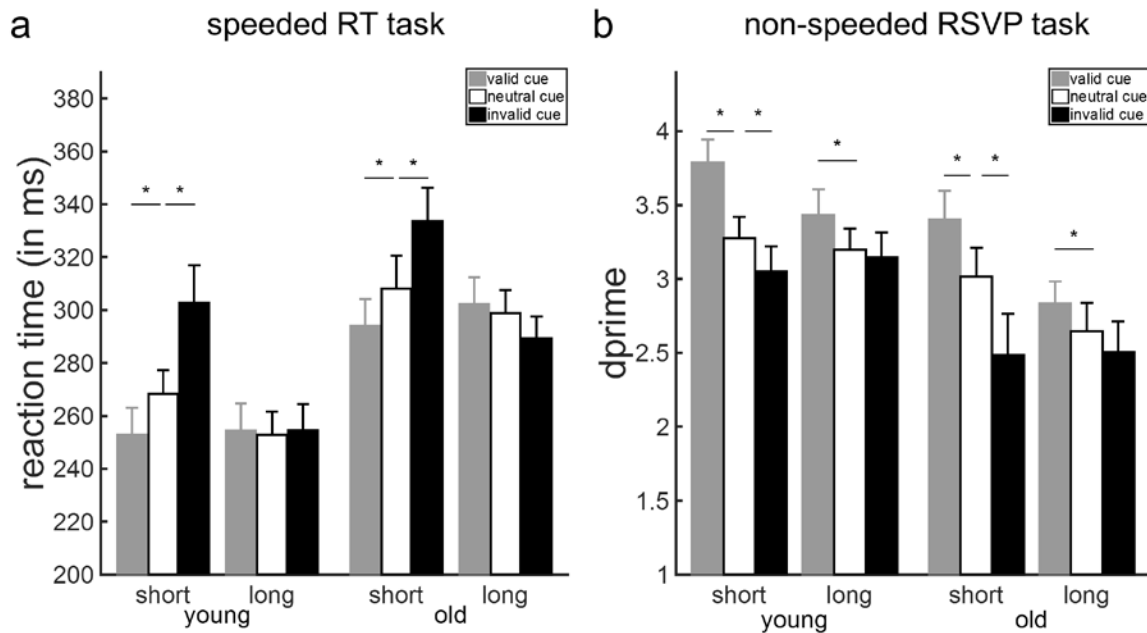 a
speeded RT task
valid cue
neutral cue
invalid cue
reaction time (in ms)
380
360
340
320
300
280
260
240
220
200
* *
* *
short long short long
young old
b
non-speeded RSVP task
valid cue
neutral cue
invalid cue
dprime
4
3.5
3
2.5
2
1.5
1
* *
*
* *
*
short long short long
young old